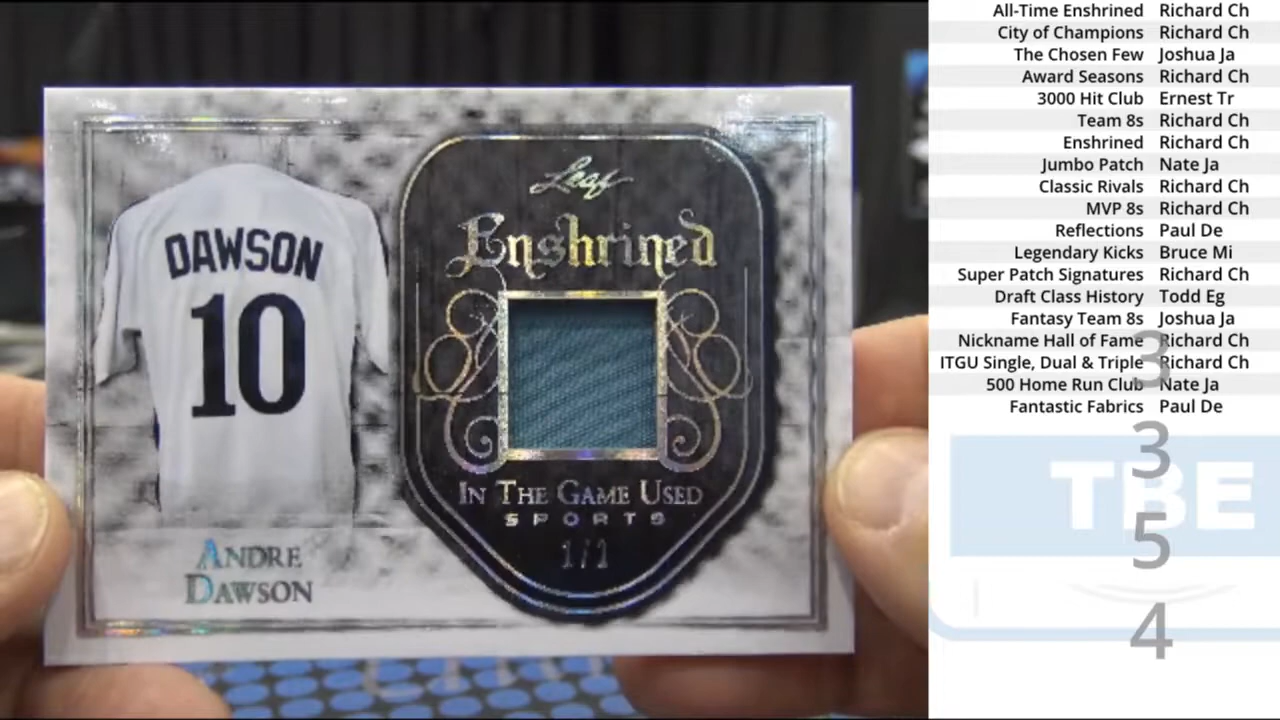 DAWSON
10
ANDRE
DAWSON
Leaf
Enshrined
IN THE GAME USED
SPORTS
1/1
All-Time Enshrined Richard Ch
City of Champions Richard Ch
The Chosen Few Joshua Ja
Award Seasons Richard Ch
3000 Hit Club Ernest Tr
Team 8s Richard Ch
Enshrined Richard Ch
Jumbo Patch Nate Ja
Classic Rivals Richard Ch
MVP 8s Richard Ch
Reflections Paul De
Legendary Kicks Bruce Mi
Super Patch Signatures Richard Ch
Draft Class History Todd Eg
Fantasy Team 8s Joshua Ja
Nickname Hall of Fame Richard Ch
ITGU Single, Dual & Triple Richard Ch
500 Home Run Club Nate Ja
Fantastic Fabrics Paul De
3
3
5
4
TBE